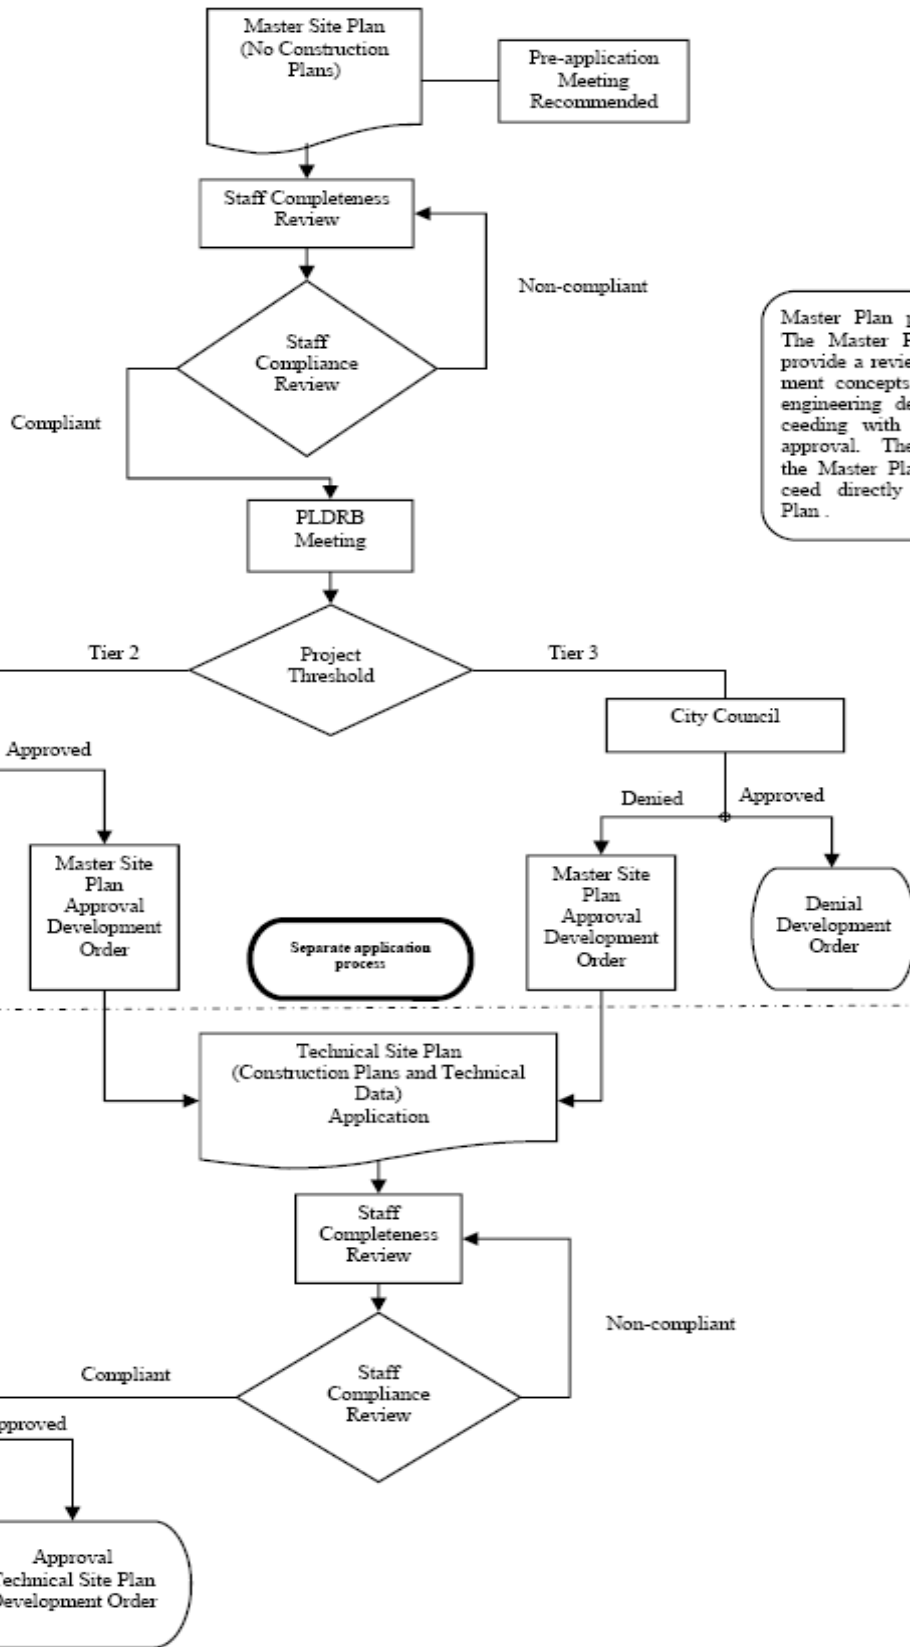 Master Site Plan
(No Construction
Plans)
Pre-application
Meeting
Recommended
Staff Completeness
Review
Non-compliant
Staff
Compliance
Review
Compliant
Master Plan
The Master
provide a
ment concepts
engineering
ceeding with
approval. The
the Master
ceed directly
Plan .
PLDRB
Meeting
Tier 2
Project
Threshold
Tier 3
City Council
Approved
Denied
Approved
Master Site
Plan
Approval
Development
Order
Separate application
process
Master Site
Plan
Approval
Development
Order
Denial
Development
Order
Technical Site Plan
(Construction Plans and Technical
Data)
Application
Staff
Completeness
Review
Non-compliant
Compliant
Staff
Compliance
Review
pproved
Approval
Technical Site Plan
Development Order